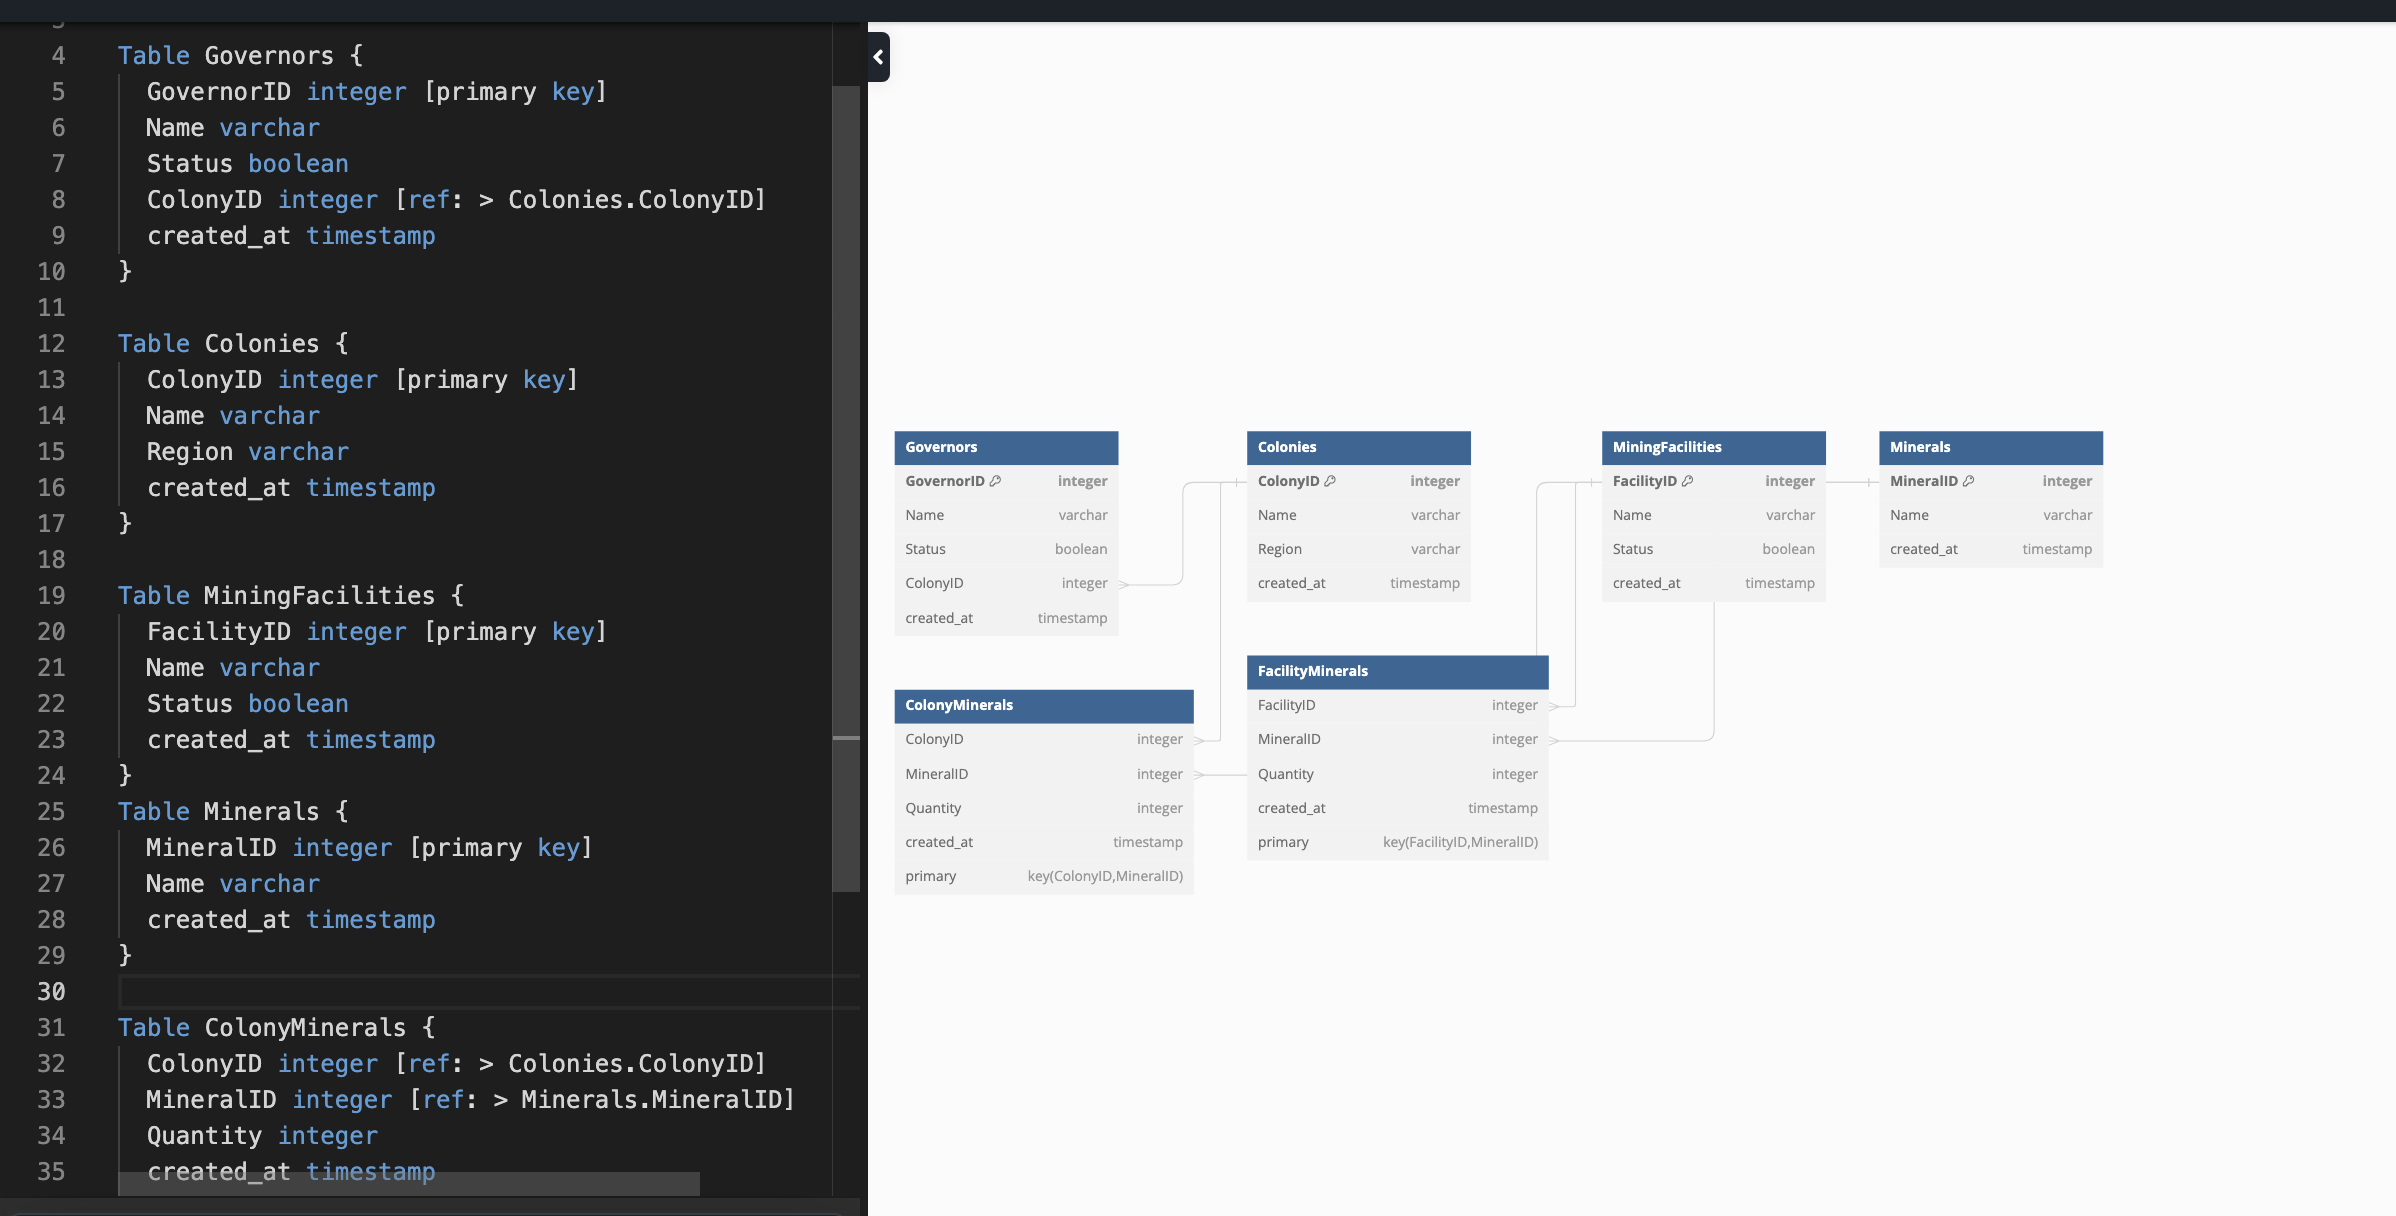 4 Table Governors {
5 GovernorID integer [primary key]
6 Name varchar
7 Status boolean
8 ColonyID integer [ref: > Colonies.ColonyID]
9 created_at timestamp
10 }
11
12 Table Colonies {
13 ColonyID integer [primary key]
14 Name varchar
15 Region varchar
16 created_at timestamp
17 }
18
19 Table MiningFacilities {
20 FacilityID integer [primary key]
21 Name varchar
22 Status boolean
23 created_at timestamp
24 }
25 Table Minerals {
26 MineralID integer [primary key]
27 Name varchar
28 created_at timestamp
29 }
30
31 Table ColonyMinerals {
32 ColonyID integer [ref: > Colonies.ColonyID]
33 MineralID integer [ref: > Minerals.MineralID]
34 Quantity integer
35 created_at timestamp
Governors
GovernorID integer
Name varchar
Status boolean
ColonyID integer
created_at timestamp
Colonies
ColonyID integer
Name varchar
Region varchar
created_at timestamp
MiningFacilities
FacilityID integer
Name varchar
Status boolean
created_at timestamp
Minerals
MineralID integer
Name varchar
created_at timestamp
ColonyMinerals
ColonyID integer
MineralID integer
Quantity integer
created_at timestamp
primary key(ColonyID,MineralID)
FacilityMinerals
FacilityID integer
MineralID integer
Quantity integer
created_at timestamp
primary key(FacilityID,MineralID)